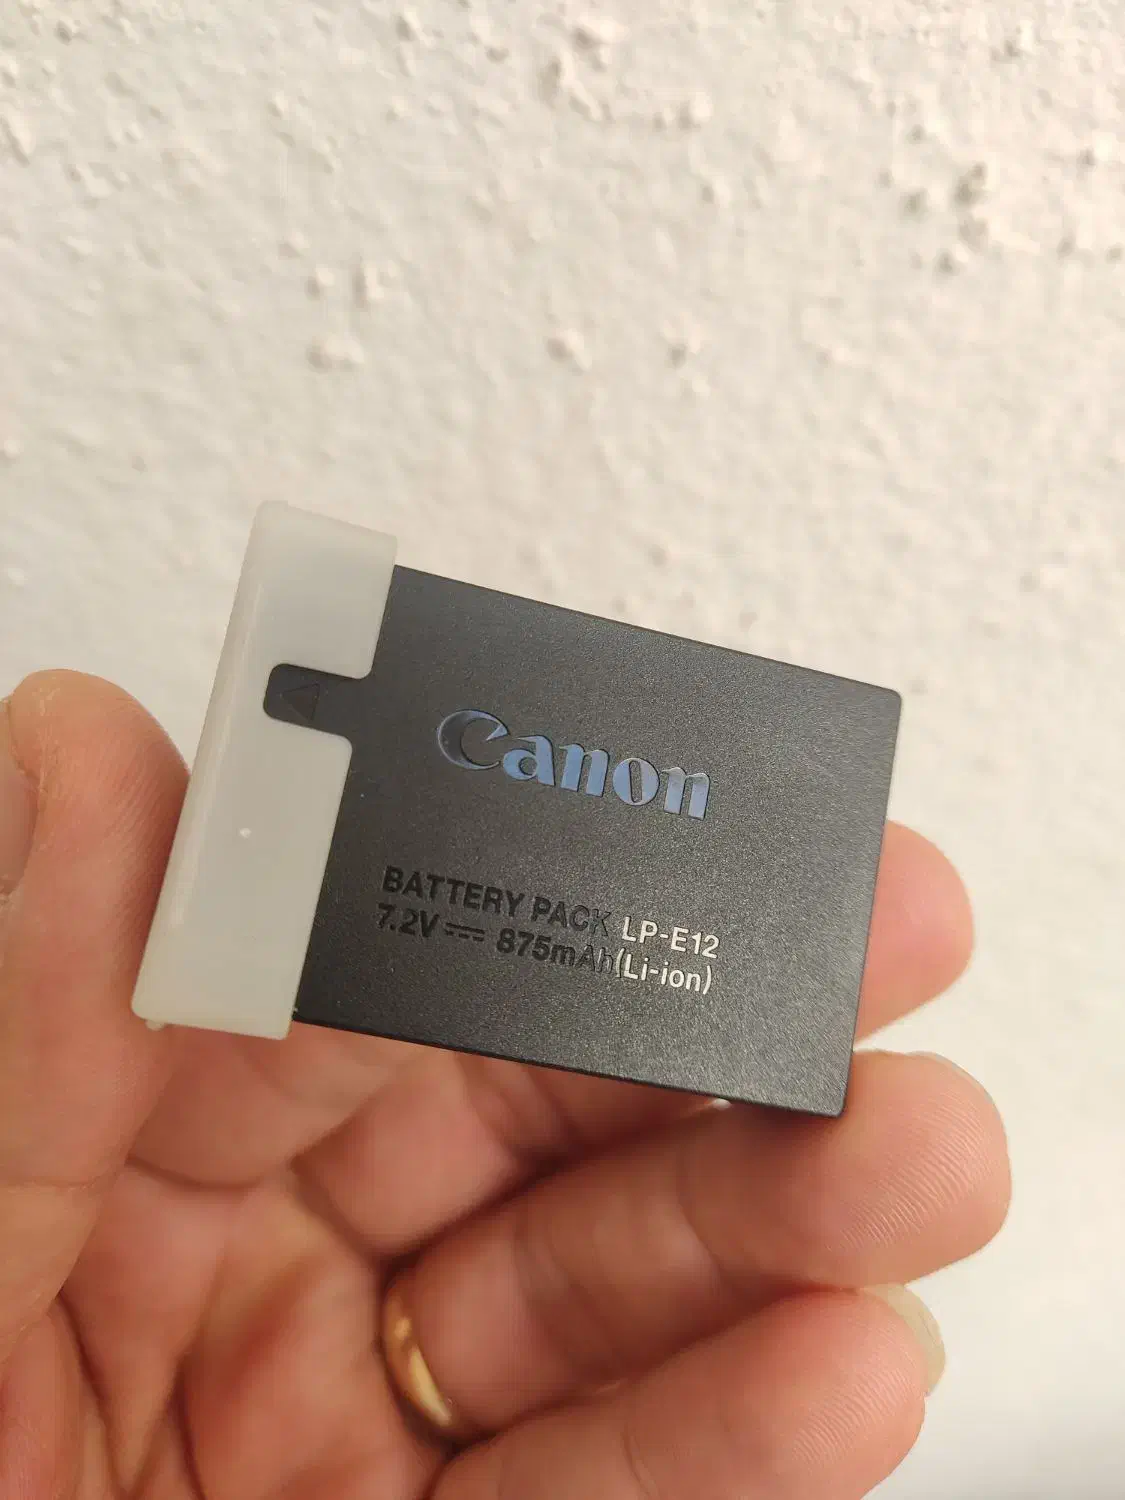 Canon
BATTERY PACK LP-E12
7.2V⎓ 875mAh(Li-ion)